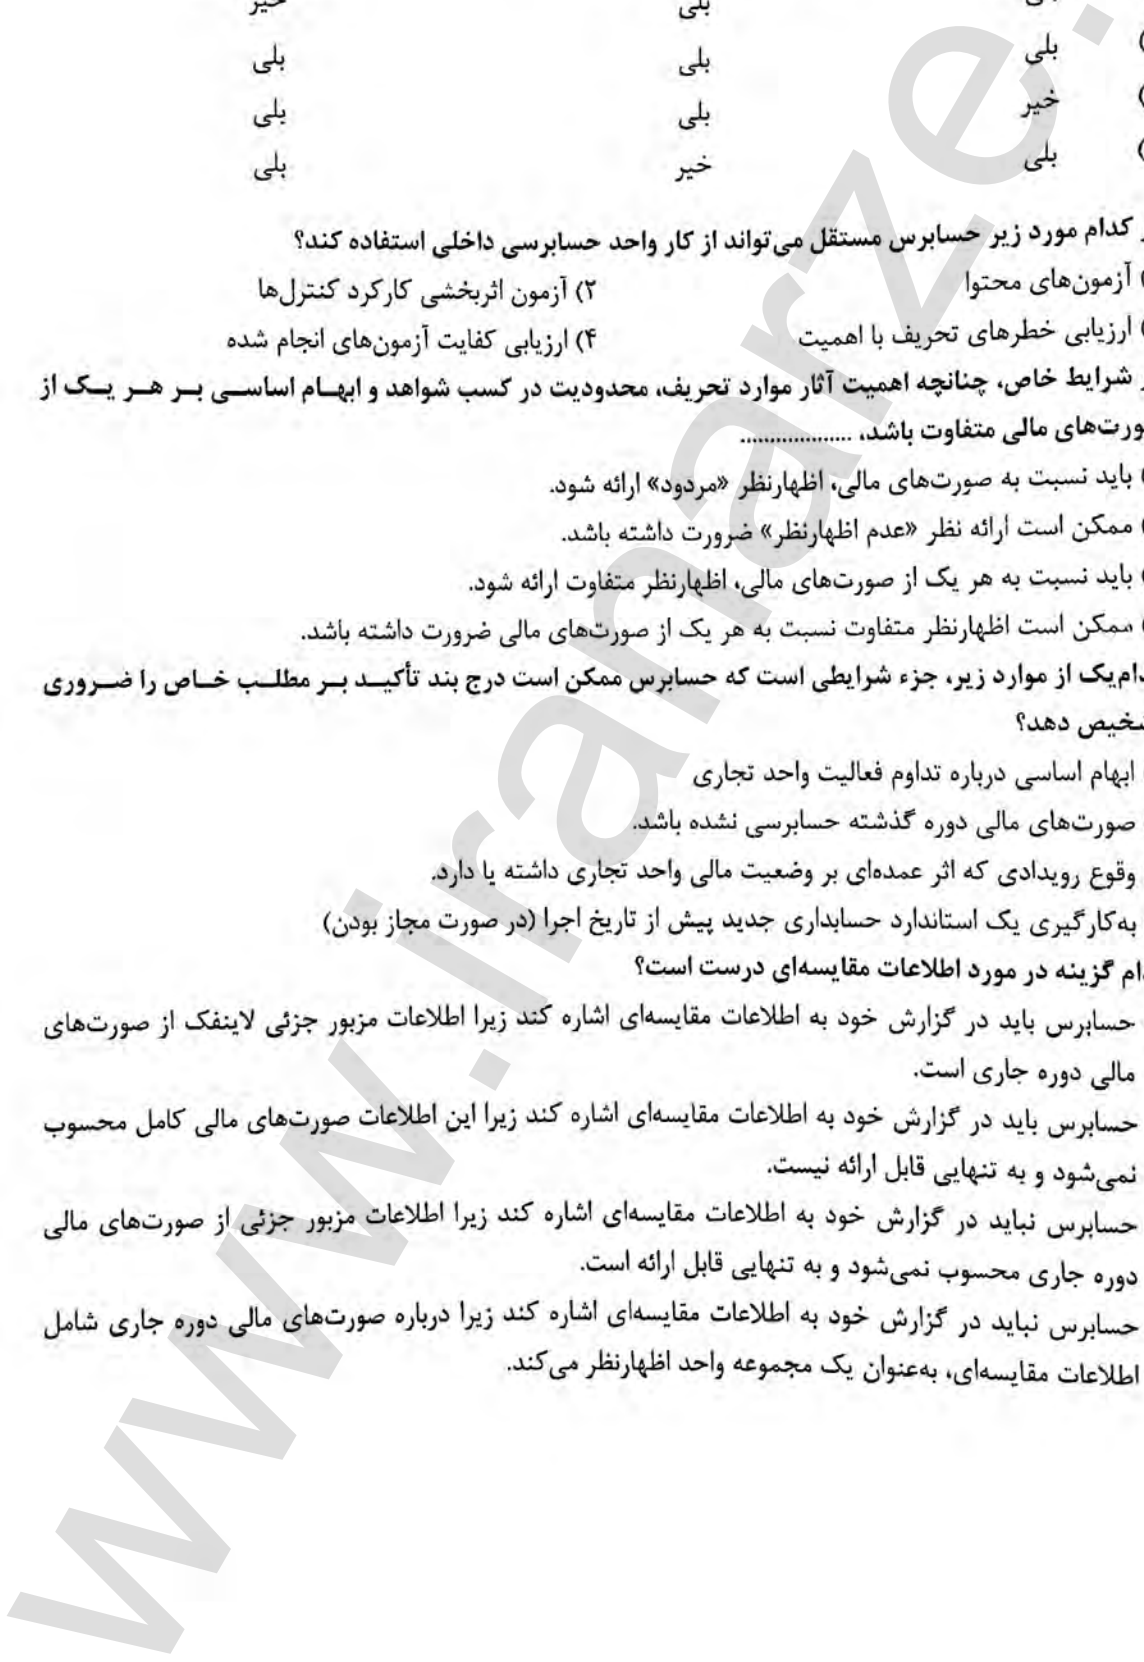 بلی خیر
بلی بلی بلی
خیر بلی بلی
بلی خیر بلی
کدام مورد زیر حسابرس مستقل می‌تواند از کار واحد حسابرسی داخلی استفاده کند؟
) آزمون‌های محتوا ۲) آزمون اثربخشی کارکرد کنترل‌ها
) ارزیابی خطرهای تحریف با اهمیت ۴) ارزیابی کفایت آزمون‌های انجام شده
شرایط خاص، چنانچه اهمیت آثار موارد تحریف، محدودیت در کسب شواهد و ابهام اساسی بر هر یک از
مالی متفاوت باشد، ...................
) باید نسبت به صورت‌های مالی، اظهارنظر «مردود» ارائه شود.
) ممکن است ارائه نظر «عدم اظهارنظر» ضرورت داشته باشد.
) باید نسبت به هر یک از صورت‌های مالی، اظهارنظر متفاوت ارائه شود.
) ممکن است اظهارنظر متفاوت نسبت به هر یک از صورت‌های مالی ضرورت داشته باشد.
از موارد زیر، جزء شرایطی است که حسابرس ممکن است درج بند تأکید بر مطلب خاص را ضروری
دهد؟
ابهام اساسی درباره تداوم فعالیت واحد تجاری
صورت‌های مالی دوره گذشته حسابرسی نشده باشد.
وقوع رویدادی که اثر عمده‌ای بر وضعیت مالی واحد تجاری داشته یا دارد.
به‌کارگیری یک استاندارد حسابداری جدید پیش از تاریخ اجرا (در صورت مجاز بودن)
گزینه در مورد اطلاعات مقایسه‌ای درست است؟
حسابرس باید در گزارش خود به اطلاعات مقایسه‌ای اشاره کند زیرا اطلاعات مزبور جزئی لاینفک از صورت‌های
مالی دوره جاری است.
حسابرس باید در گزارش خود به اطلاعات مقایسه‌ای اشاره کند زیرا این اطلاعات صورت‌های مالی کامل محسوب
نمی‌شود و به تنهایی قابل ارائه نیست.
حسابرس نباید در گزارش خود به اطلاعات مقایسه‌ای اشاره کند زیرا اطلاعات مزبور جزئی از صورت‌های مالی
دوره جاری محسوب نمی‌شود و به تنهایی قابل ارائه است.
حسابرس نباید در گزارش خود به اطلاعات مقایسه‌ای اشاره کند زیرا درباره صورت‌های مالی دوره جاری شامل
اطلاعات مقایسه‌ای، به‌عنوان یک مجموعه واحد اظهارنظر می‌کند.
www.iranarze.